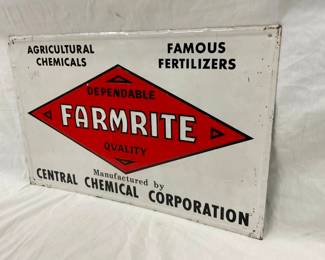 AGRICULTURAL CHEMICALS
FAMOUS FERTILIZERS
DEPENDABLE
FARMRITE
QUALITY
Manufactured by
CENTRAL CHEMICAL CORPORATION